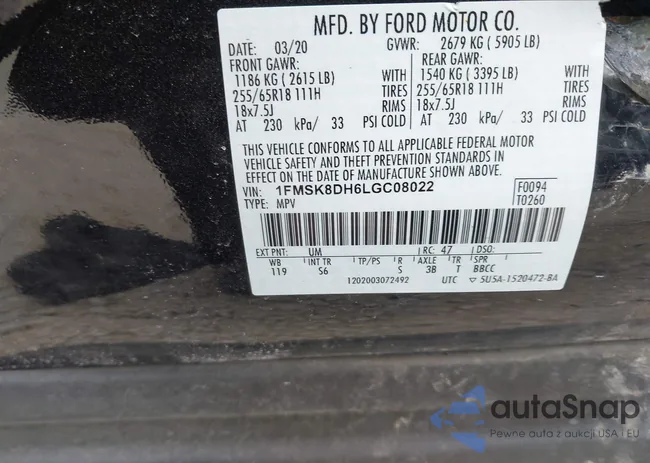 MFD. BY FORD MOTOR CO.
DATE: 03/20 GVWR: 2679 KG ( 5905 LB)
FRONT GAWR: REAR GAWR:
1186 KG ( 2615 LB) WITH 1540 KG ( 3395 LB) WITH
255/65R18 111H TIRES 255/65R18 111H TIRES
18x7.5J RIMS 18x7.5J RIMS
AT 230 kPa/ 33 PSI COLD AT 230 kPa/ 33 PSI COLD
THIS VEHICLE CONFORMS TO ALL APPLICABLE FEDERAL MOTOR
VEHICLE SAFETY AND THEFT PREVENTION STANDARDS IN
EFFECT ON THE DATE OF MANUFACTURE SHOWN ABOVE.
VIN: 1FMSK8DH6LGC08022 F0094
TYPE: MPV T0260
EXT PNT: UM RC: 47 DSO:
WB INT TR TP/PS R AXLE TR SPR
119 S6 S 3B T BBCC
1202003072492 UTC 5U5A-1520472-BA
autoSnap
Pewne auta z aukcji USA i EU